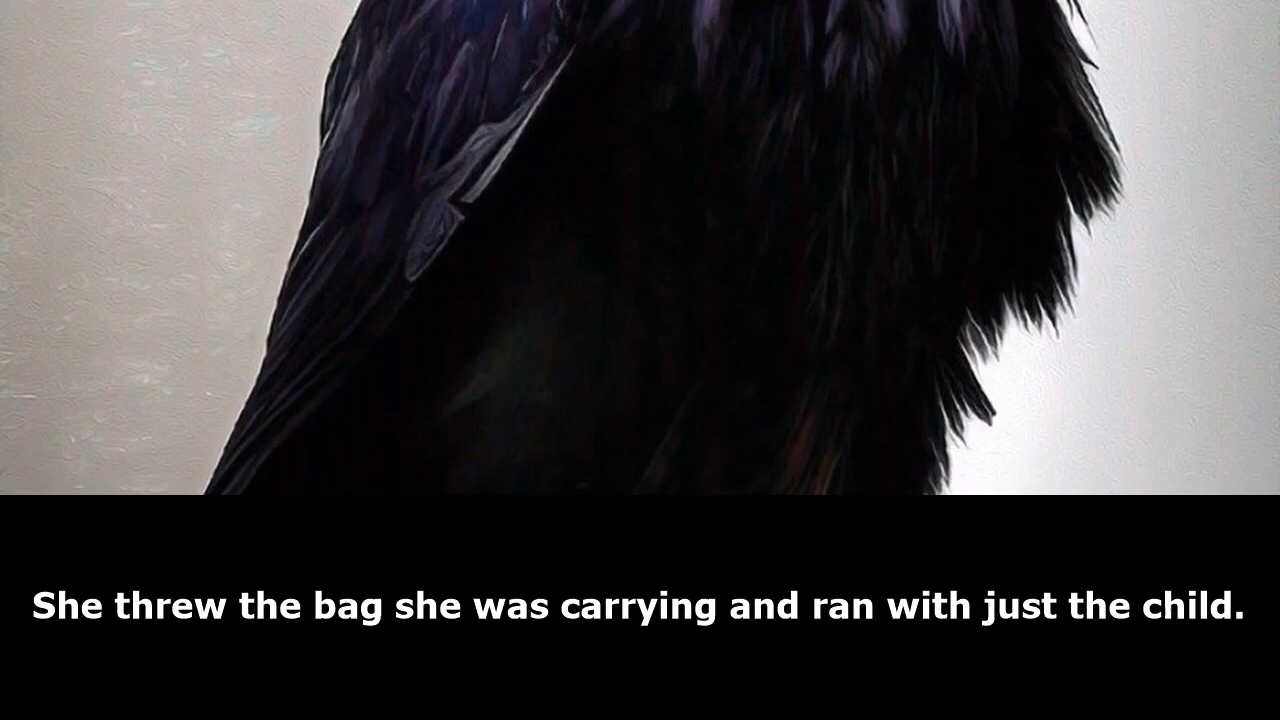 She threw the bag she was carrying and ran with just the child.